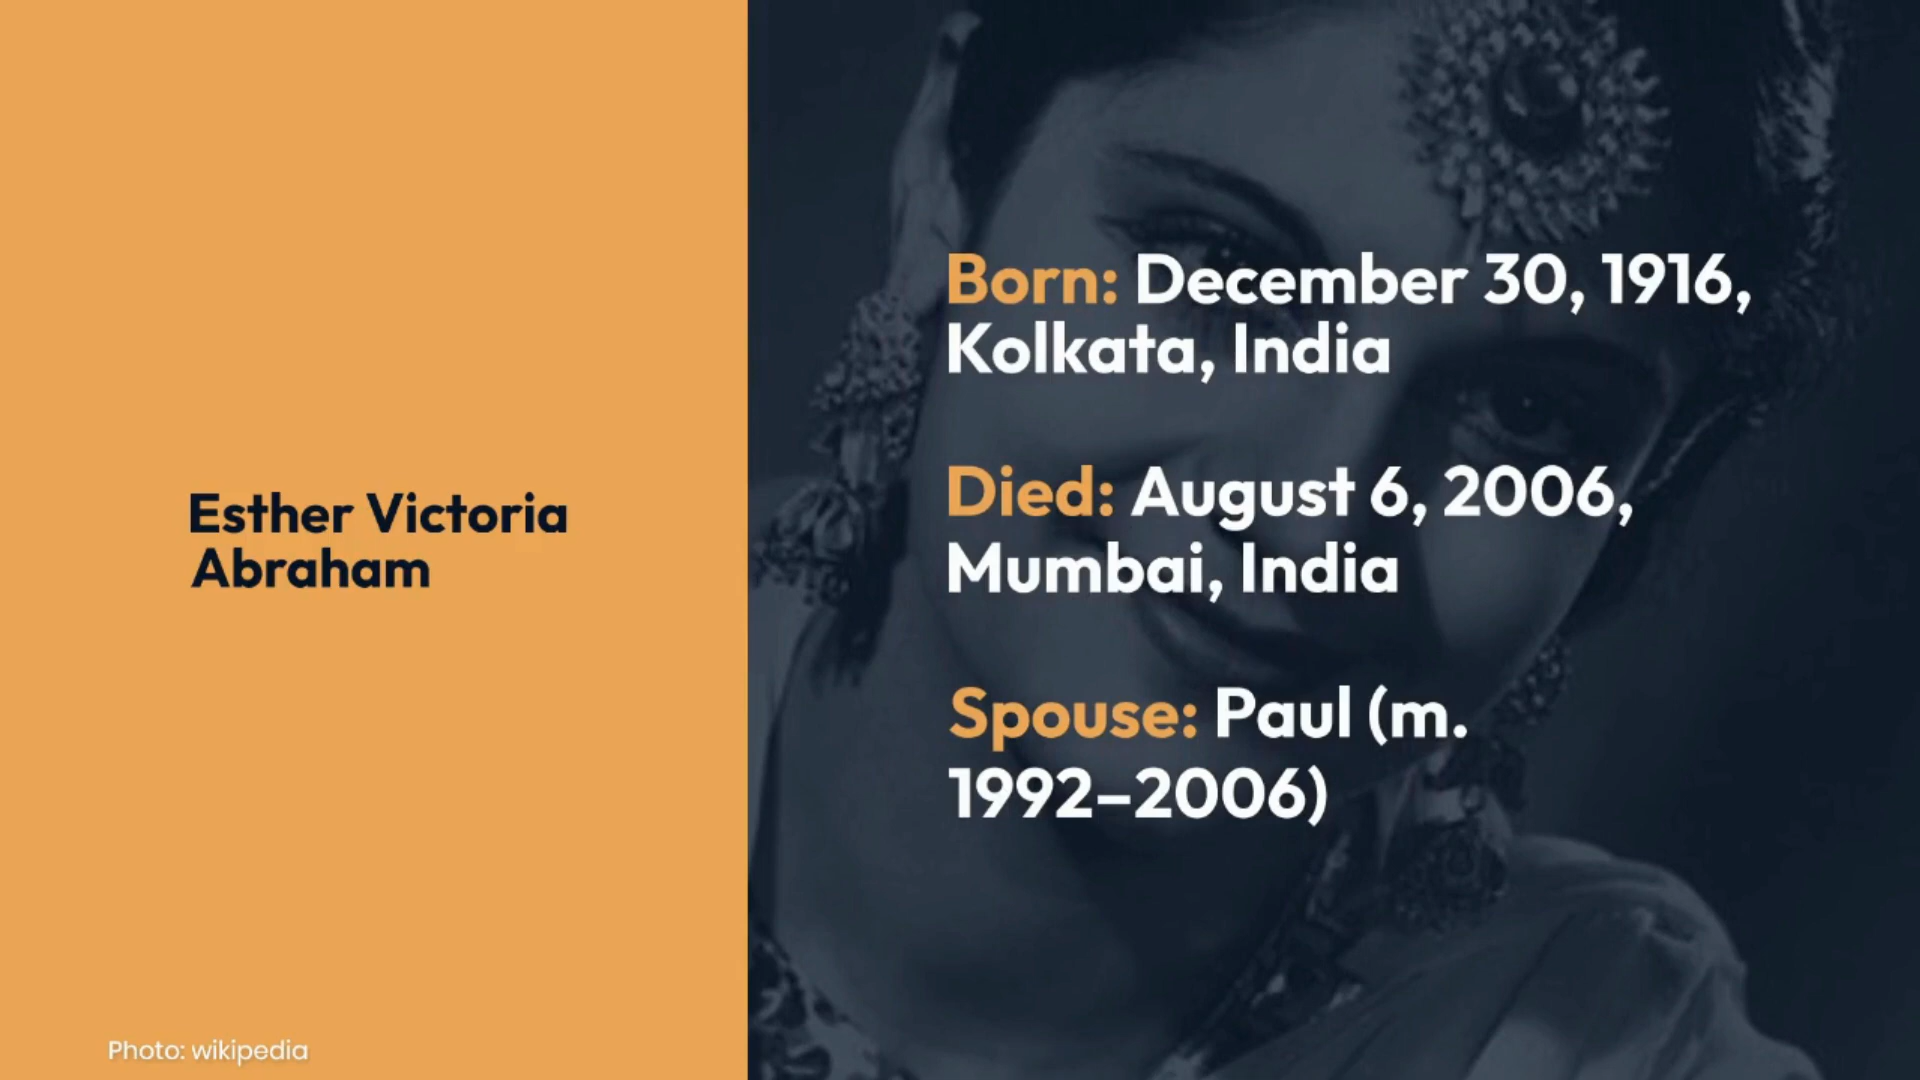 Esther Victoria
Abraham
Born: December 30, 1916,
Kolkata, India
Died: August 6, 2006,
Mumbai, India
Spouse: Paul (m.
1992–2006)
Photo: wikipedia